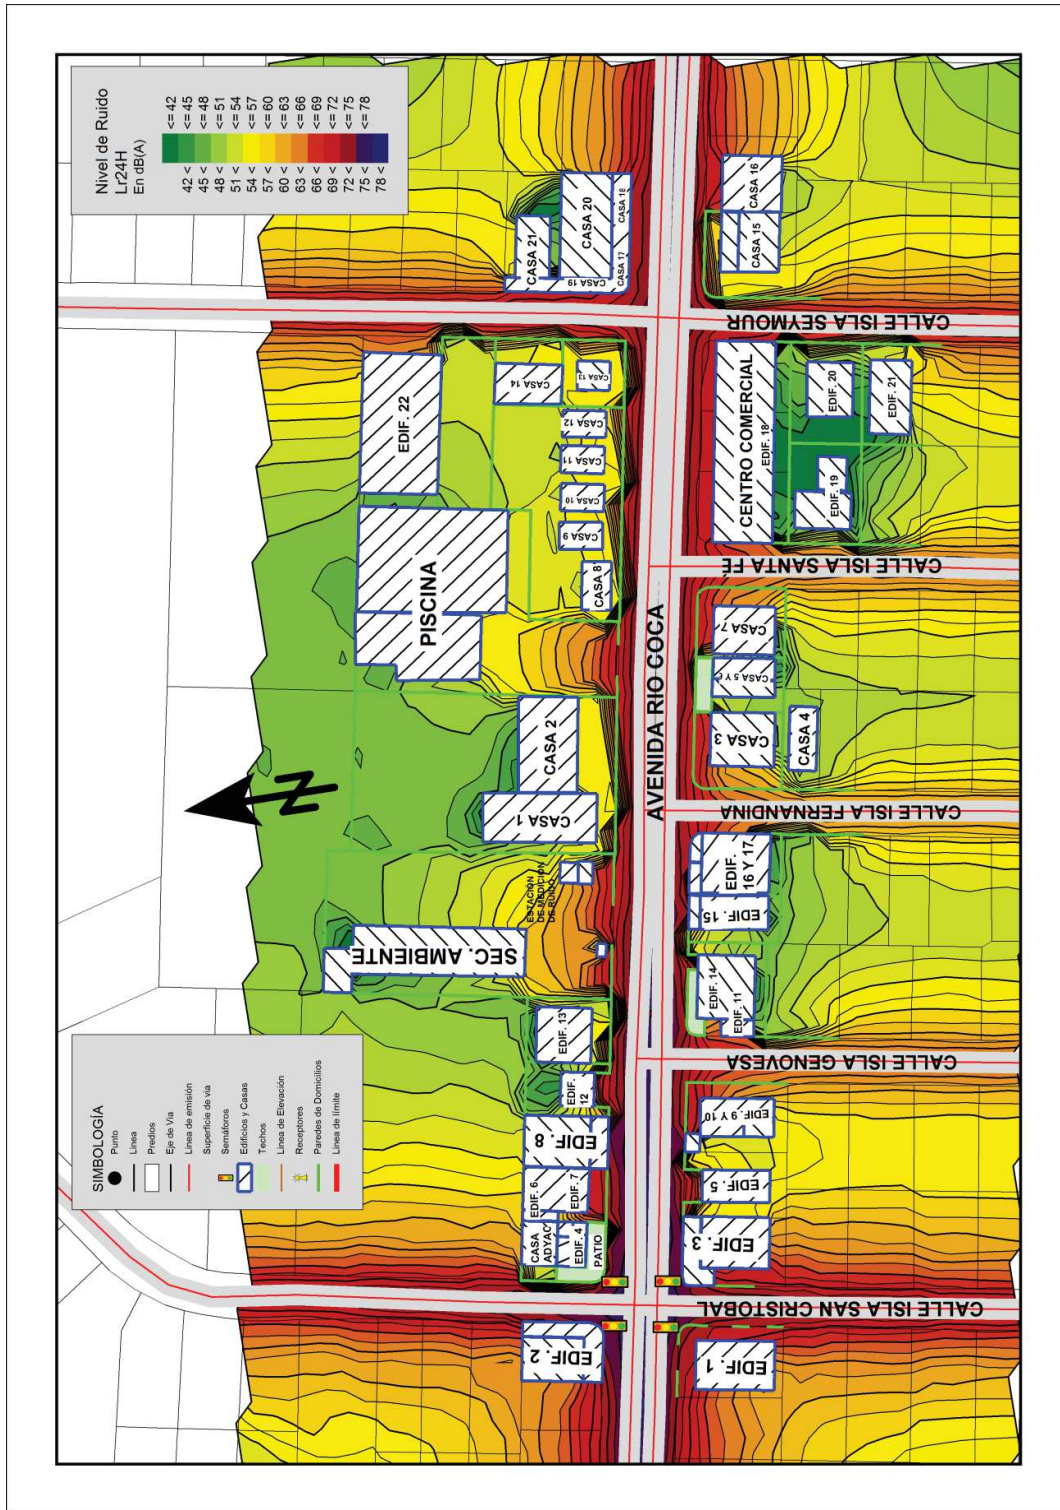 Nivel de Ruido
Lr24H
En dB(A)
<= 42
42 < <= 45
45 < <= 48
48 < <= 51
51 < <= 54
54 < <= 57
57 < <= 60
60 < <= 63
63 < <= 66
66 < <= 69
69 < <= 72
72 < <= 75
75 < <= 78
78 <
SIMBOLOGÍA
Punto
Línea
Predios
Eje de Vía
Línea de emisión
Superficie de vía
Semáforos
Edificios y Casas
Techos
Línea de Elevación
Receptores
Paredes de Domicilios
Línea de límite
N
EDIF. 2
CASA
ADYAC
EDIF. 4
PATIO
EDIF. 6
EDIF. 7
EDIF. 8
EDIF.
12
EDIF. 13
SEC. AMBIENTE
ESTACIÓN
DE MEDICION
DE RUIDO
CASA 1
CASA 2
PISCINA
CASA 8
CASA 9
CASA 10
CASA 11
CASA 12
CASA 13
CASA 14
EDIF. 22
CASA 21
CASA 19
CASA 20
CASA 17
CASA 18
AVENIDA RIO COCA
EDIF. 1
CALLE ISLA SAN CRISTOBAL
EDIF. 3
EDIF. 5
EDIF. 9 Y 10
CALLE ISLA GENOVESA
EDIF. 14
EDIF. 11
EDIF. 15
EDIF.
16 Y 17
CALLE ISLA FERNANDINA
CASA 3
CASA 4
CASA 5 Y 6
CASA 7
CALLE ISLA SANTA FE
CENTRO COMERCIAL
EDIF. 18
EDIF. 19
EDIF. 20
EDIF. 21
CALLE ISLA SEYMOUR
CASA 15
CASA 16